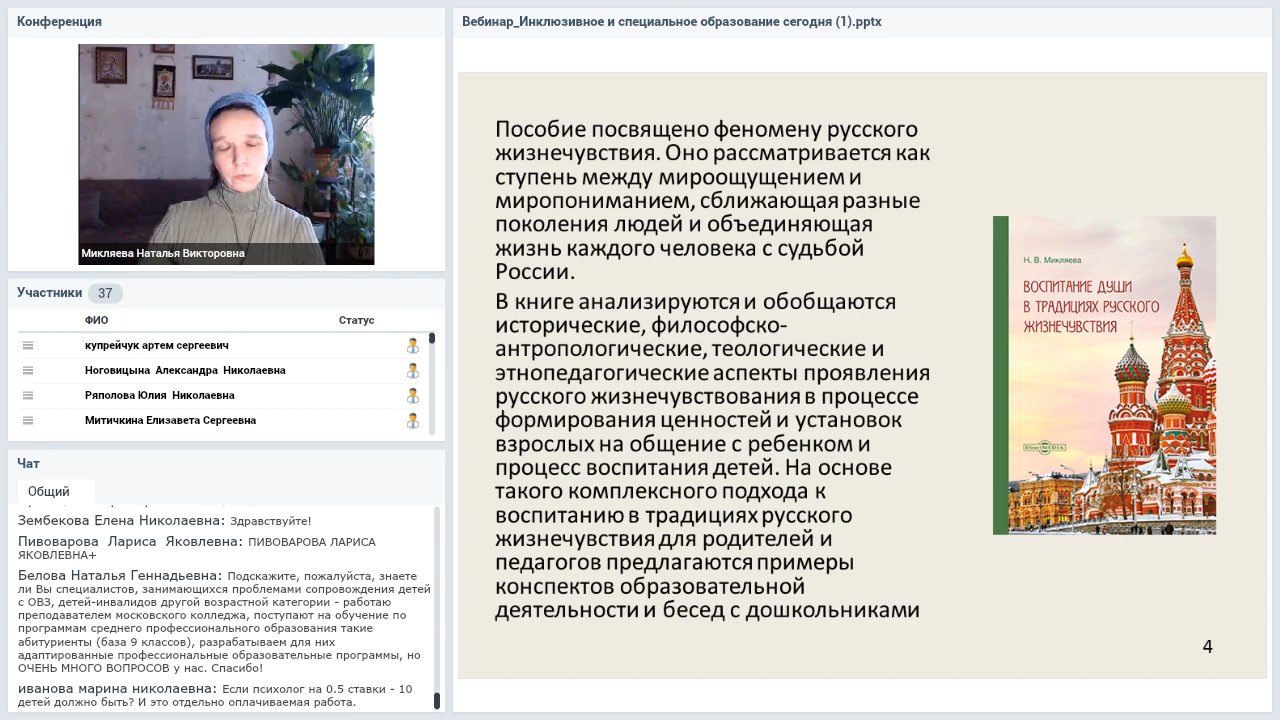 Конференция
Микляева Наталья Викторовна
Участники 37
ФИО Статус
купрейчук артем сергеевич
Ноговицына Александра Николаевна
Ряполова Юлия Николаевна
Митичкина Елизавета Сергеевна
Чат
Общий
Зембекова Елена Николаевна: Здравствуйте!
Пивоварова Лариса Яковлевна: ПИВОВАРОВА ЛАРИСА
ЯКОВЛЕВНА+
Белова Наталья Геннадьевна: Подскажите, пожалуйста, знаете
ли Вы специалистов, занимающихся проблемами сопровождения детей
с ОВЗ, детей-инвалидов другой возрастной категории - работаю
преподавателем московского колледжа, поступают на обучение по
программам среднего профессионального образования такие
абитуриенты (база 9 классов), разрабатываем для них
адаптированные профессиональные образовательные программы, но
ОЧЕНЬ МНОГО ВОПРОСОВ у нас. Спасибо!
иванова марина николаевна: Если психолог на 0.5 ставки - 10
детей должно быть? И это отдельно оплачиваемая работа.
Вебинар_Инклюзивное и специальное образование сегодня (1).pptx
Пособие посвящено феномену русского
жизнечувствия. Оно рассматривается как
ступень между мироощущением и
миропониманием, сближающая разные
поколения людей и объединяющая
жизнь каждого человека с судьбой
России.
В книге анализируются и обобщаются
исторические, философско-
антропологические, теологические и
этнопедагогические аспекты проявления
русского жизнечувствования в процессе
формирования ценностей и установок
взрослых на общение с ребенком и
процесс воспитания детей. На основе
такого комплексного подхода к
воспитанию в традициях русского
жизнечувствия для родителей и
педагогов предлагаются примеры
конспектов образовательной
деятельности и бесед с дошкольниками
Н. В. Микляева
ВОСПИТАНИЕ ДУШИ
В ТРАДИЦИЯХ РУССКОГО
ЖИЗНЕЧУВСТВИЯ
DirectMEDIA
4